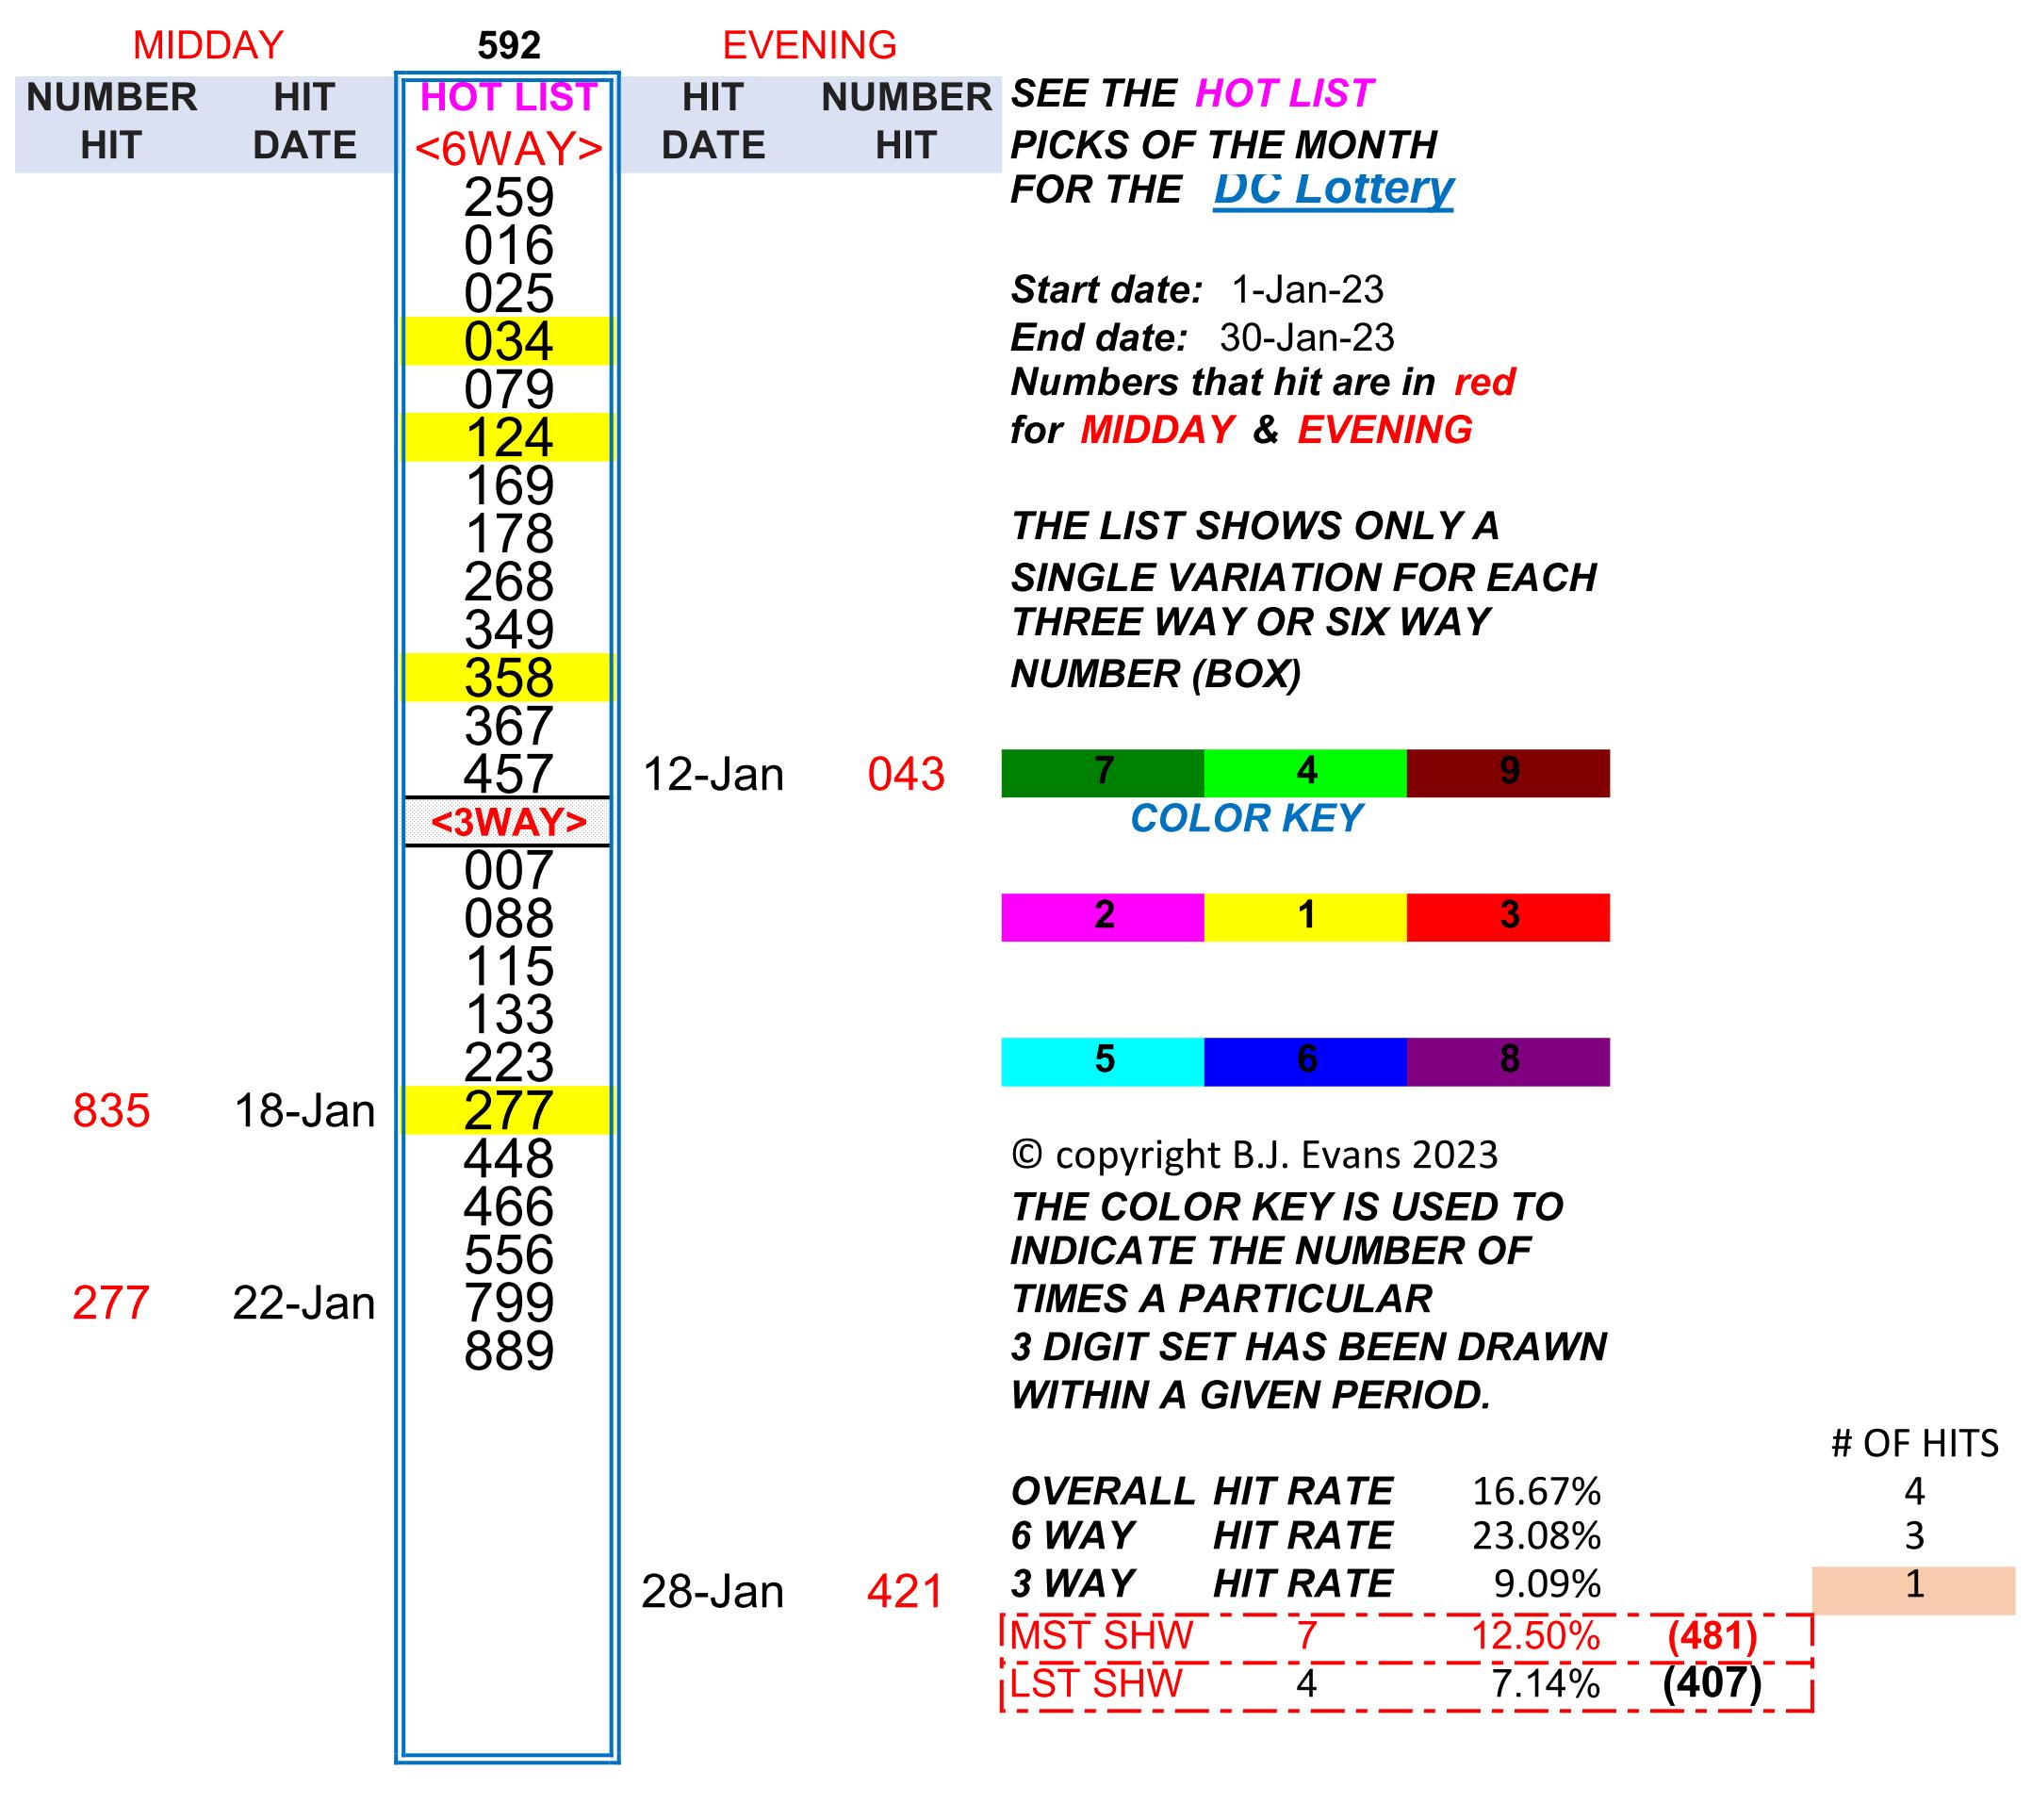 MIDDAY 592 EVENING
NUMBER HIT HOT LIST HIT NUMBER SEE THE HOT LIST
HIT DATE <6WAY> DATE HIT PICKS OF THE MONTH
259 FOR THE DC Lottery
016
025 Start date: 1-Jan-23
034 End date: 30-Jan-23
079 Numbers that hit are in red
124 for MIDDAY & EVENING
169
178 THE LIST SHOWS ONLY A
268 SINGLE VARIATION FOR EACH
349 THREE WAY OR SIX WAY
358 NUMBER (BOX)
367
457 12-Jan 043 7 4 9
<3WAY> COLOR KEY
007
088 2 1 3
115
133
223 5 6 8
835 18-Jan 277
448 © copyright B.J. Evans 2023
466 THE COLOR KEY IS USED TO
556 INDICATE THE NUMBER OF
277 22-Jan 799 TIMES A PARTICULAR
889 3 DIGIT SET HAS BEEN DRAWN
WITHIN A GIVEN PERIOD.
# OF HITS
OVERALL HIT RATE 16.67% 4
6 WAY HIT RATE 23.08% 3
28-Jan 421 3 WAY HIT RATE 9.09% 1
MST SHW 7 12.50% (481)
LST SHW 4 7.14% (407)